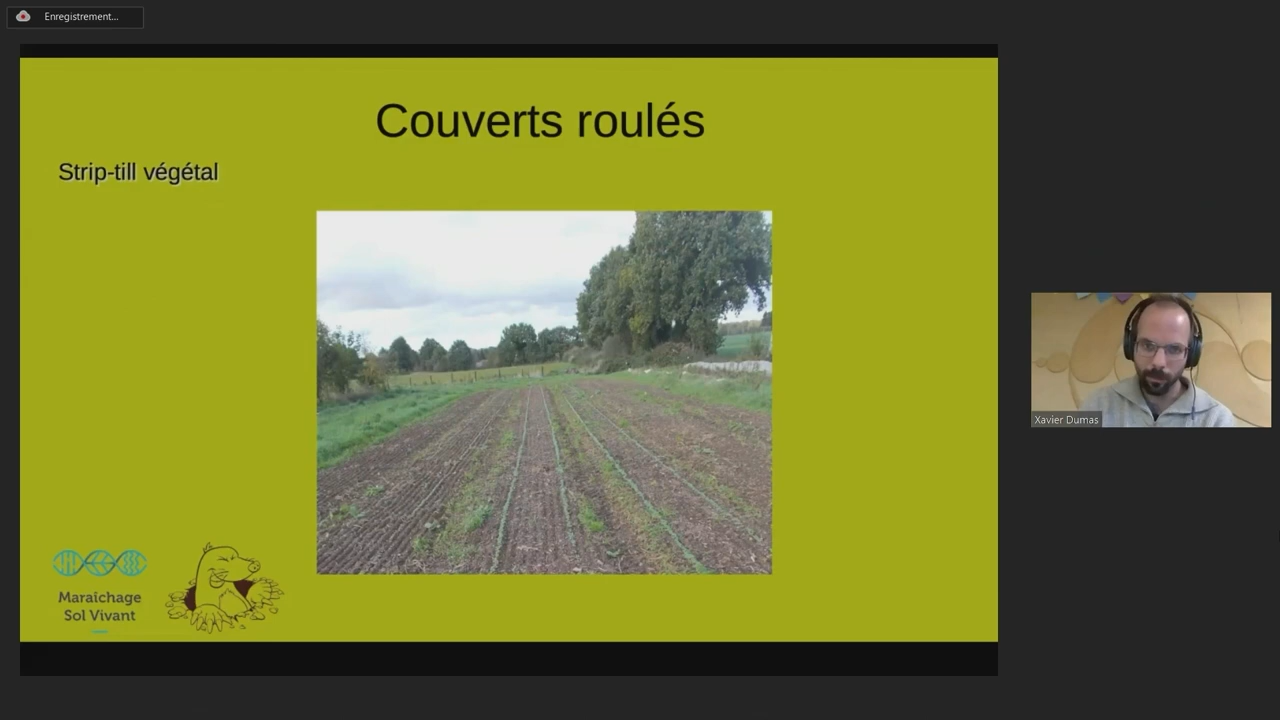 Enregistrement...
Couverts roulés
Strip-till végétal
Maraîchage
Sol Vivant
Xavier Dumas